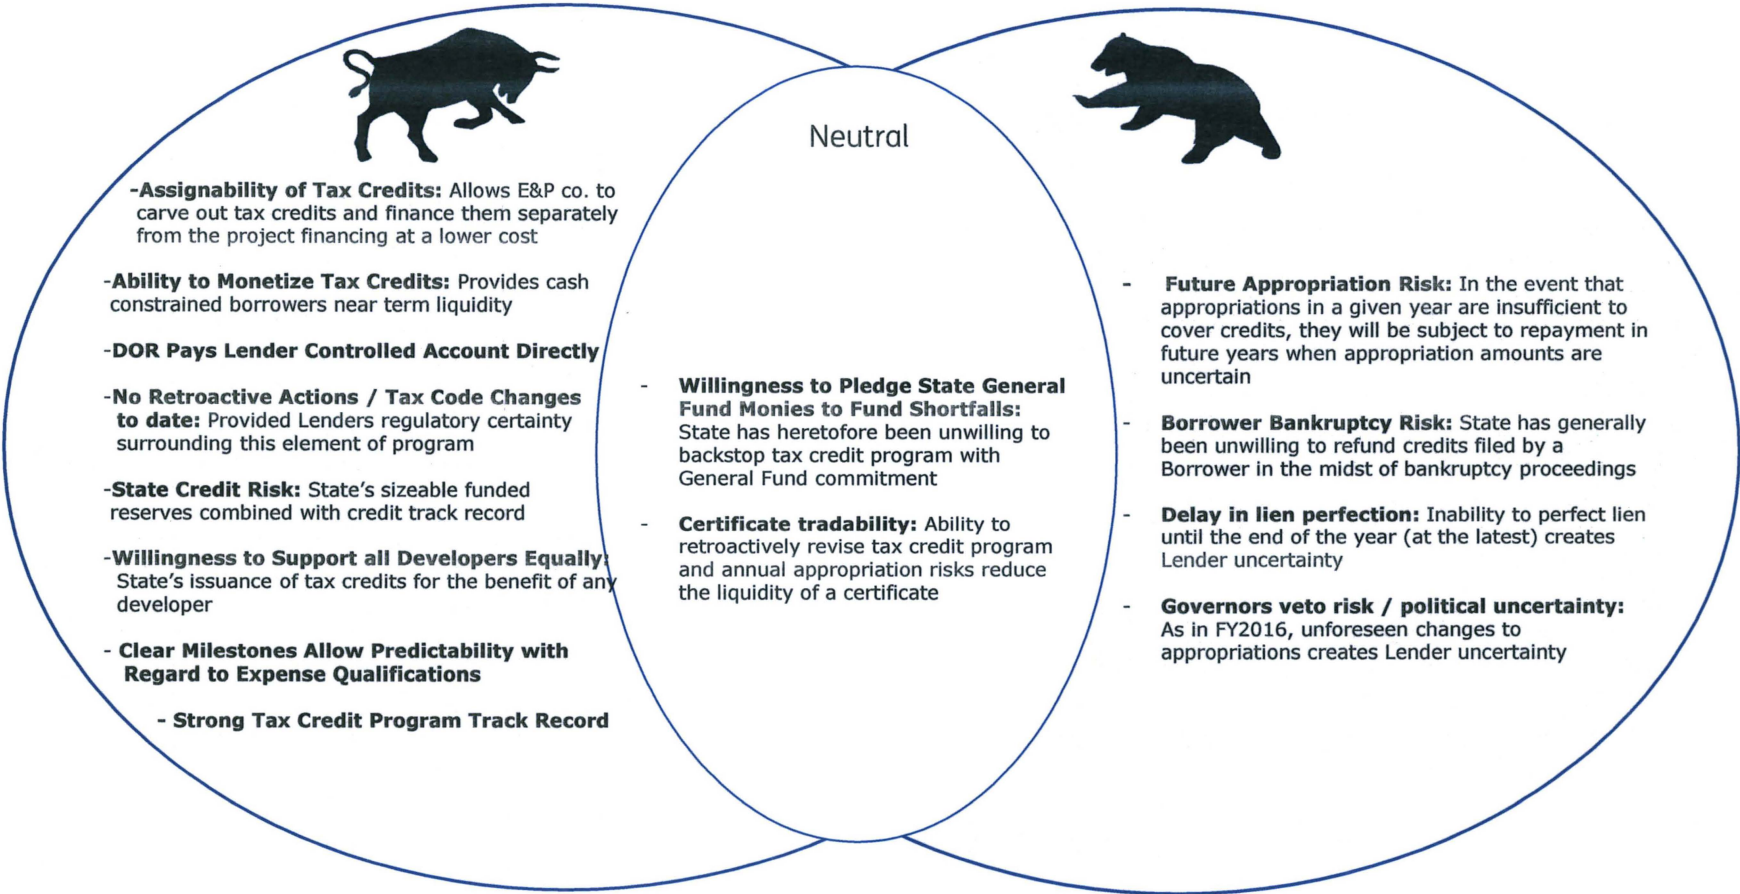 -Assignability of Tax Credits: Allows E&P co. to
carve out tax credits and finance them separately
from the project financing at a lower cost
-Ability to Monetize Tax Credits: Provides cash
constrained borrowers near term liquidity
-DOR Pays Lender Controlled Account Directly
-No Retroactive Actions / Tax Code Changes
to date: Provided Lenders regulatory certainty
surrounding this element of program
-State Credit Risk: State's sizeable funded
reserves combined with credit track record
-Willingness to Support all Developers Equally:
State's issuance of tax credits for the benefit of any
developer
- Clear Milestones Allow Predictability with
Regard to Expense Qualifications
- Strong Tax Credit Program Track Record
Neutral
- Willingness to Pledge State General
Fund Monies to Fund Shortfalls:
State has heretofore been unwilling to
backstop tax credit program with
General Fund commitment
- Certificate tradability: Ability to
retroactively revise tax credit program
and annual appropriation risks reduce
the liquidity of a certificate
- Future Appropriation Risk: In the event that
appropriations in a given year are insufficient to
cover credits, they will be subject to repayment in
future years when appropriation amounts are
uncertain
- Borrower Bankruptcy Risk: State has generally
been unwilling to refund credits filed by a
Borrower in the midst of bankruptcy proceedings
- Delay in lien perfection: Inability to perfect lien
until the end of the year (at the latest) creates
Lender uncertainty
- Governors veto risk / political uncertainty:
As in FY2016, unforeseen changes to
appropriations creates Lender uncertainty